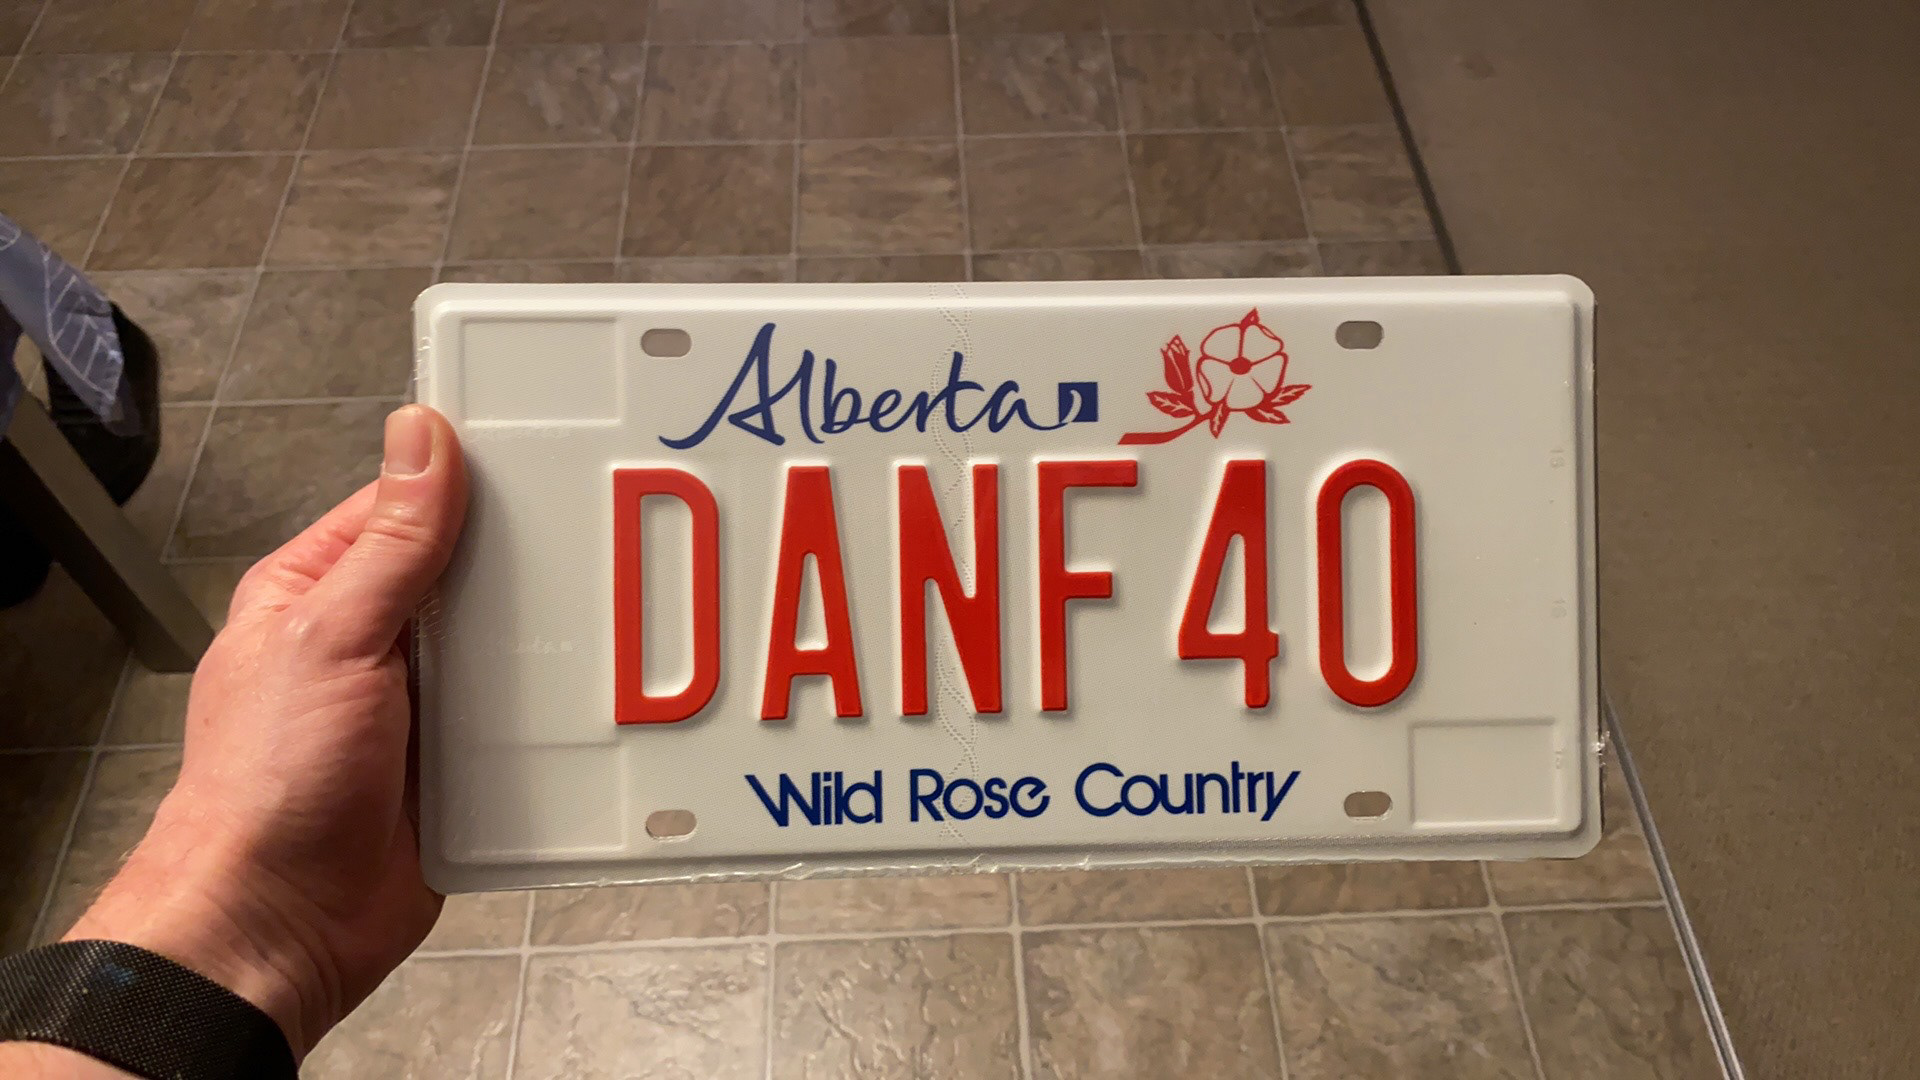 Alberta
DANF 40
Wild Rose Country